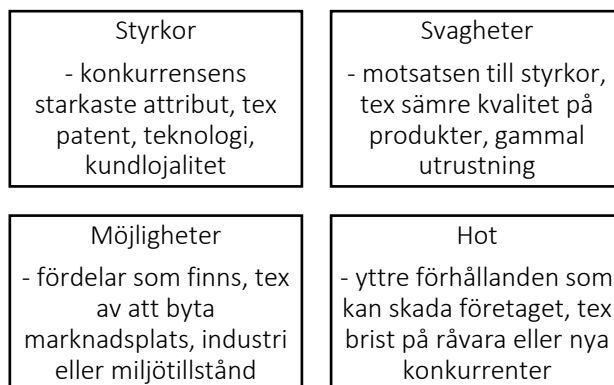 Styrkor
- konkurrensens
starkaste attribut, tex
patent, teknologi,
kundlojalitet
Svagheter
- motsatsen till styrkor,
tex sämre kvalitet på
produkter, gammal
utrustning
Möjligheter
- fördelar som finns, tex
av att byta
marknadsplats, industri
eller miljötillstånd
Hot
- yttre förhållanden som
kan skada företaget, tex
brist på råvara eller nya
konkurrenter